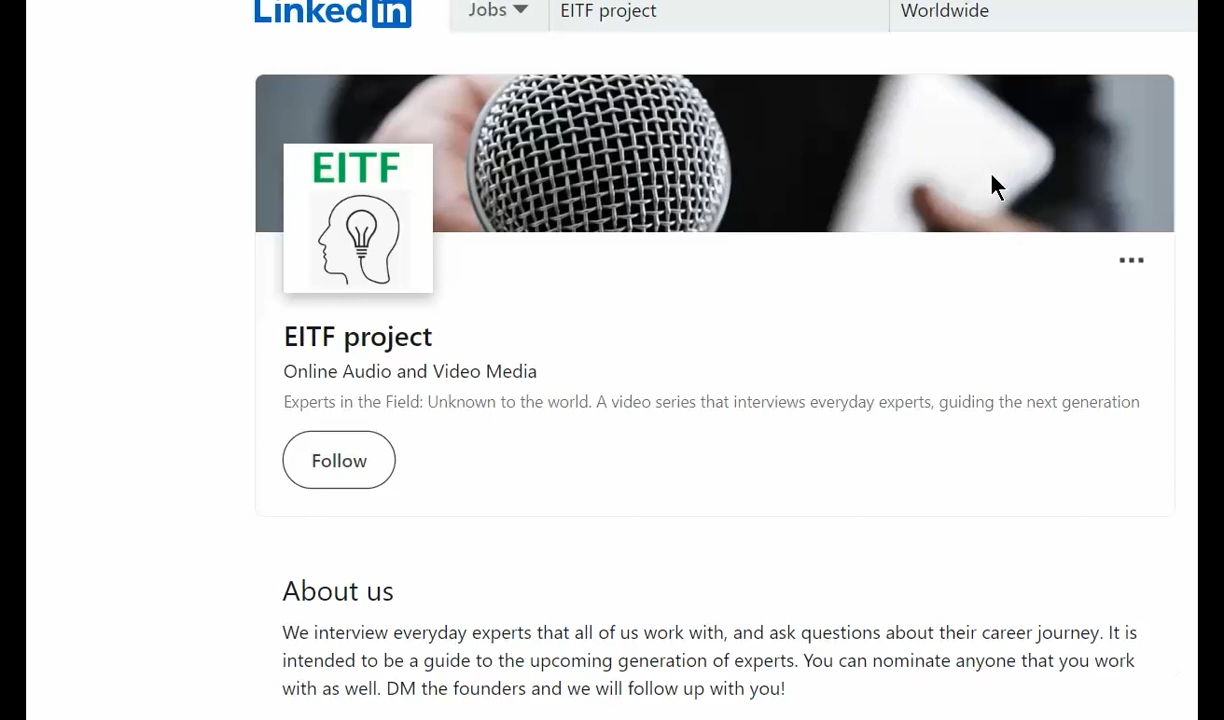 Linked in
Jobs
EITF project
Worldwide
EITF
EITF project
Online Audio and Video Media
Experts in the Field: Unknown to the world. A video series that interviews everyday experts, guiding the next generation
Follow
About us
We interview everyday experts that all of us work with, and ask questions about their career journey. It is
intended to be a guide to the upcoming generation of experts. You can nominate anyone that you work
with as well. DM the founders and we will follow up with you!